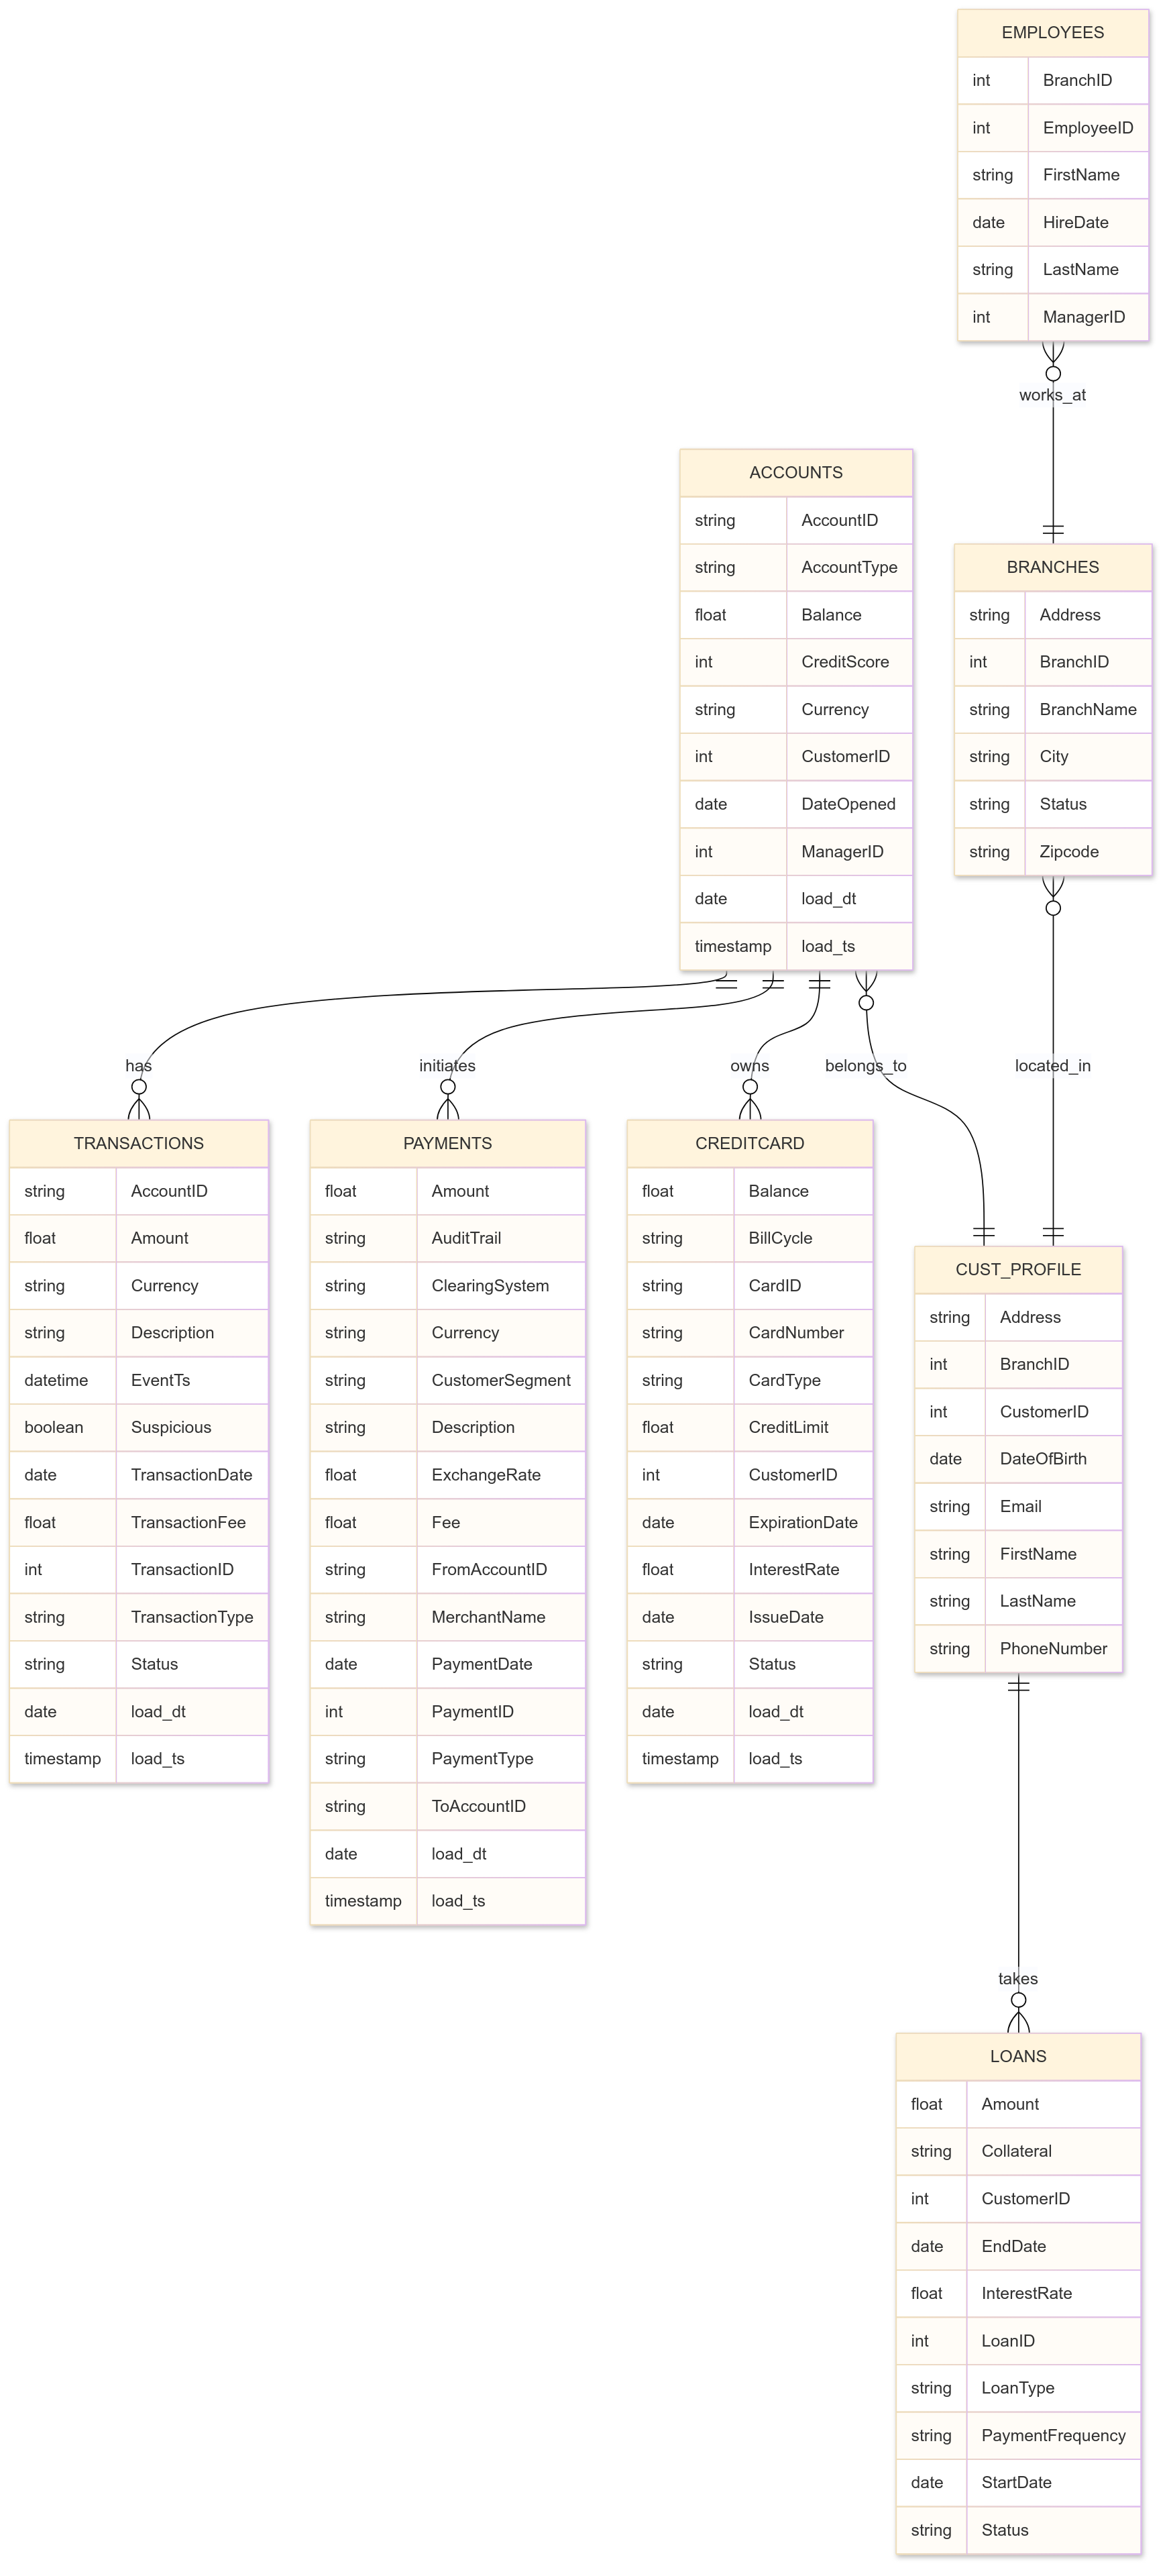 EMPLOYEES
int BranchID
int EmployeeID
string FirstName
date HireDate
string LastName
int ManagerID
works_at
ACCOUNTS
string AccountID
string AccountType
float Balance
int CreditScore
string Currency
int CustomerID
date DateOpened
int ManagerID
date load_dt
timestamp load_ts
BRANCHES
string Address
int BranchID
string BranchName
string City
string Status
string Zipcode
has
initiates
owns
belongs_to
located_in
TRANSACTIONS
string AccountID
float Amount
string Currency
string Description
datetime EventTs
boolean Suspicious
date TransactionDate
float TransactionFee
int TransactionID
string TransactionType
string Status
date load_dt
timestamp load_ts
PAYMENTS
float Amount
string AuditTrail
string ClearingSystem
string Currency
string CustomerSegment
string Description
float ExchangeRate
float Fee
string FromAccountID
string MerchantName
date PaymentDate
int PaymentID
string PaymentType
string ToAccountID
date load_dt
timestamp load_ts
CREDITCARD
float Balance
string BillCycle
string CardID
string CardNumber
string CardType
float CreditLimit
int CustomerID
date ExpirationDate
float InterestRate
date IssueDate
string Status
date load_dt
timestamp load_ts
CUST_PROFILE
string Address
int BranchID
int CustomerID
date DateOfBirth
string Email
string FirstName
string LastName
string PhoneNumber
takes
LOANS
float Amount
string Collateral
int CustomerID
date EndDate
float InterestRate
int LoanID
string LoanType
string PaymentFrequency
date StartDate
string Status